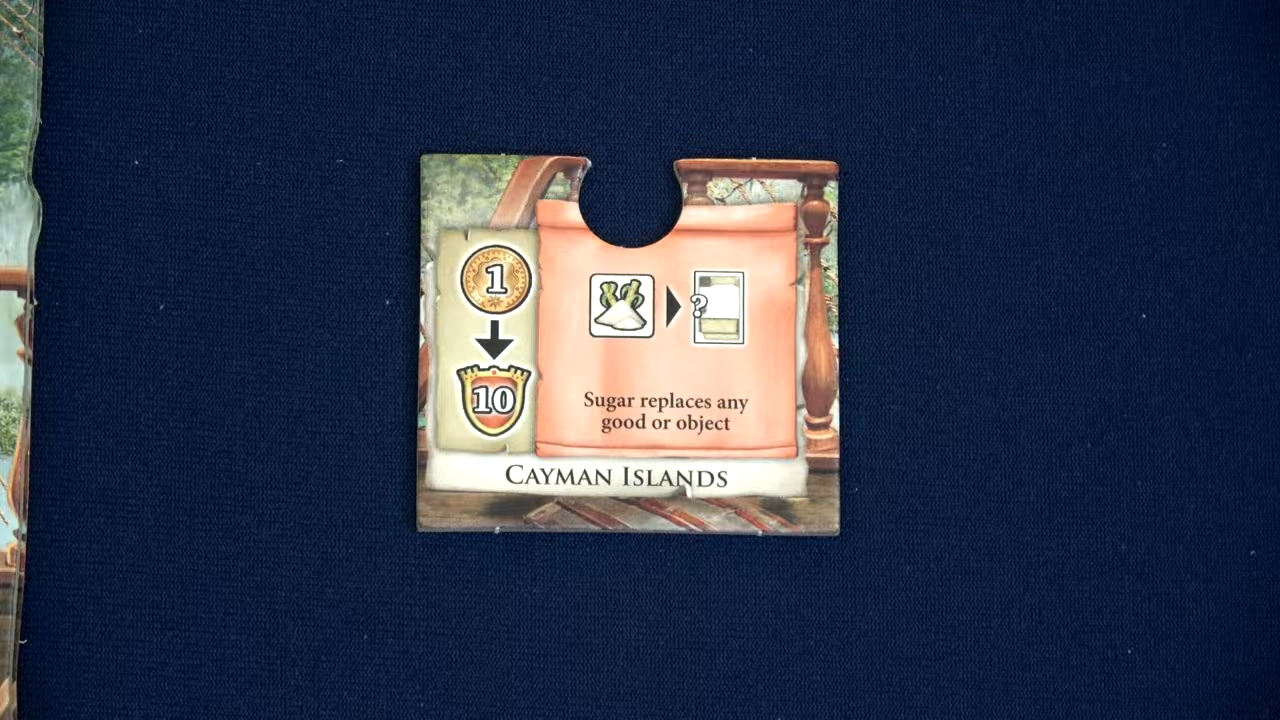 1
10
?
Sugar replaces any
good or object
Cayman Islands